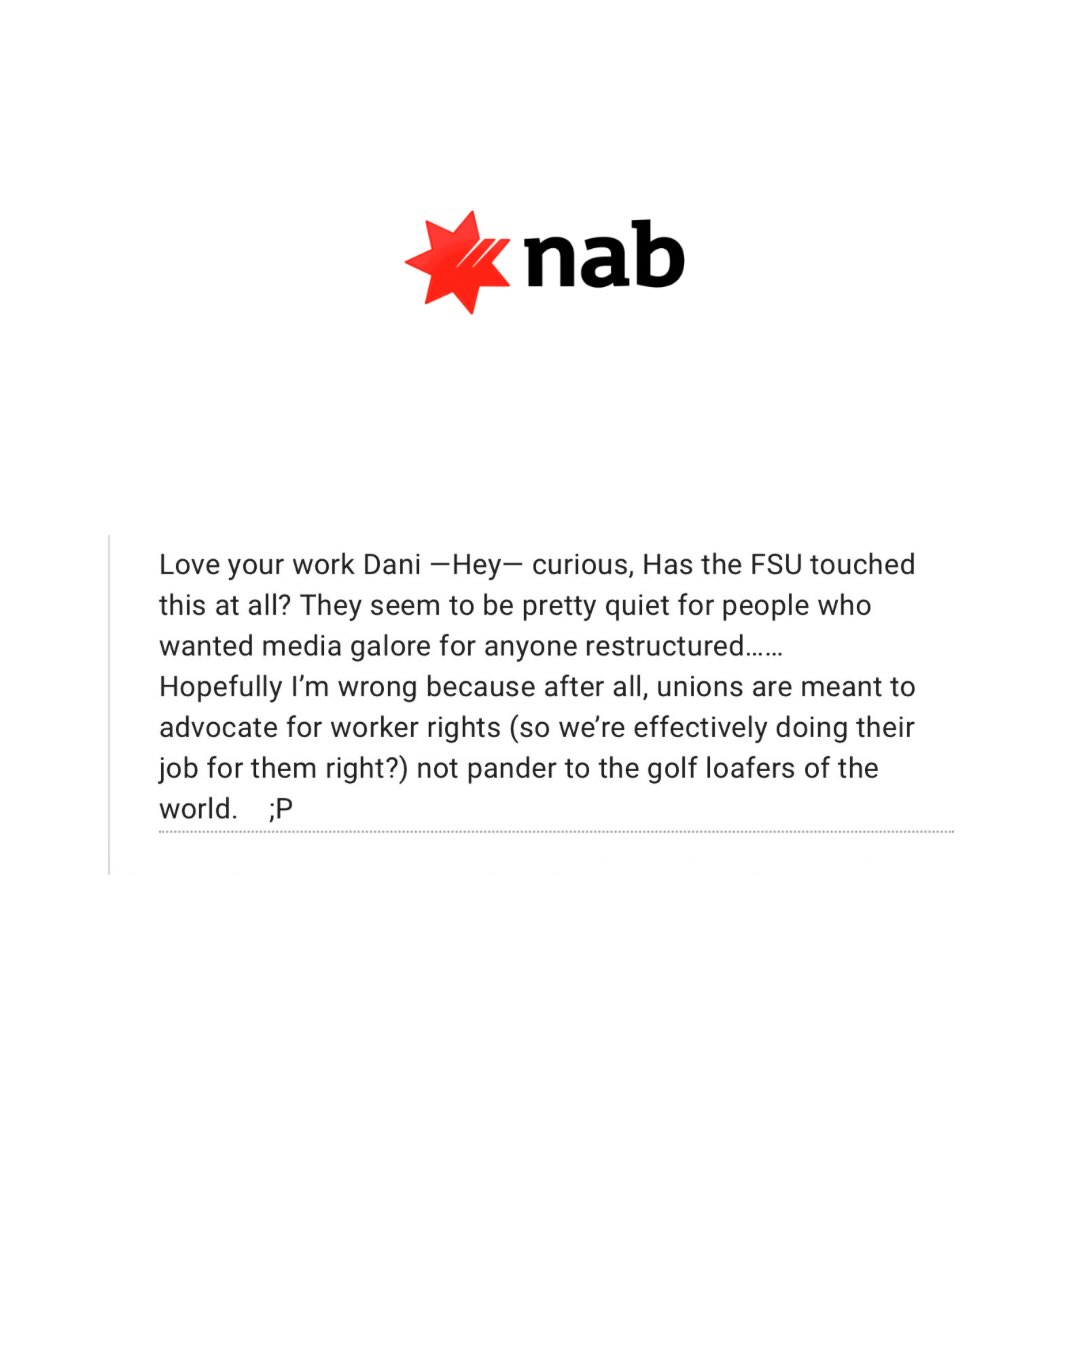 nab
Love your work Dani —Hey— curious, Has the FSU touched
this at all? They seem to be pretty quiet for people who
wanted media galore for anyone restructured......
Hopefully I’m wrong because after all, unions are meant to
advocate for worker rights (so we’re effectively doing their
job for them right?) not pander to the golf loafers of the
world.    ;P